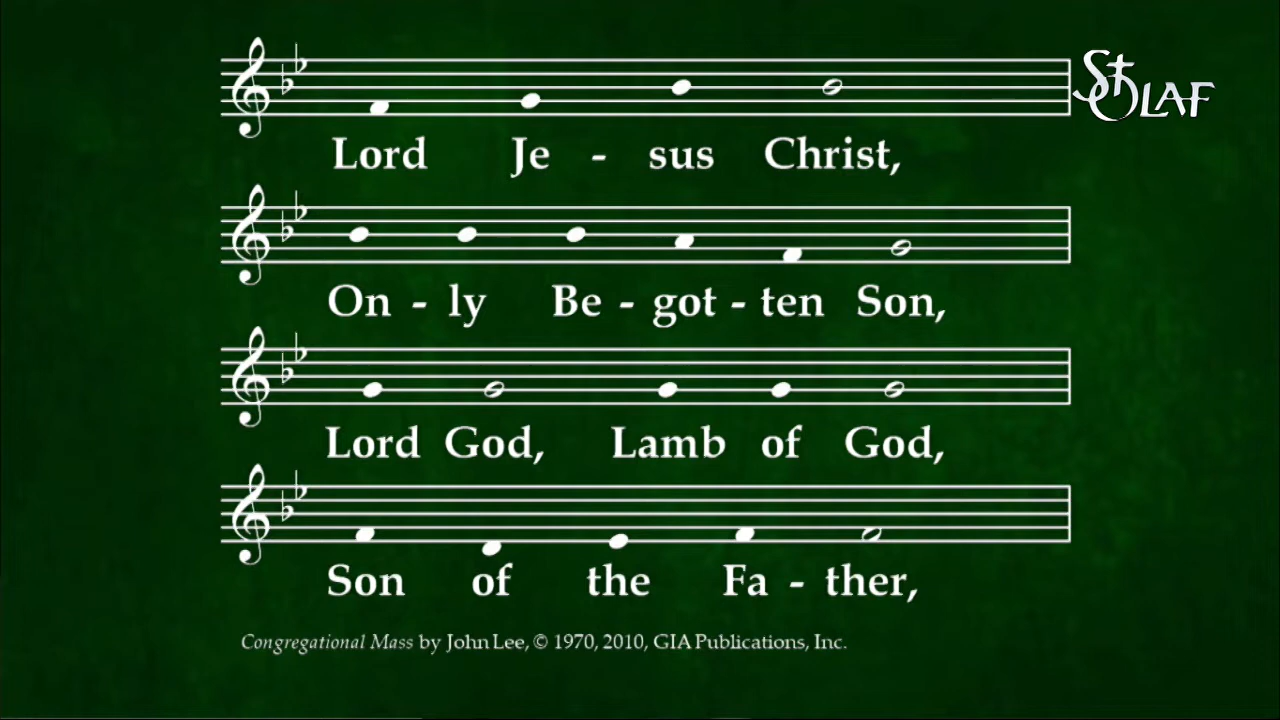 St OLAF
Lord Je - sus Christ,
On - ly Be - got - ten Son,
Lord God, Lamb of God,
Son of the Fa - ther,
Congregational Mass by John Lee, © 1970, 2010, GIA Publications, Inc.